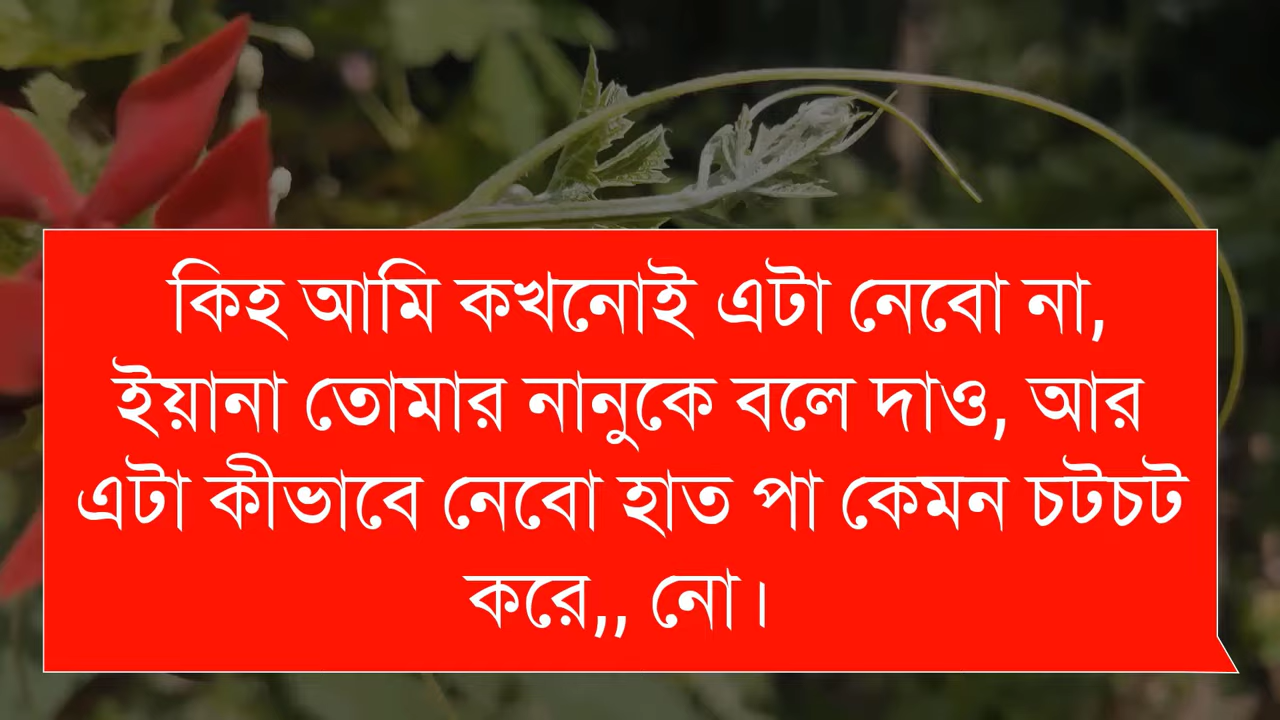 কিহ আমি কখনোই এটা নেবো না,
ইয়ানা তোমার নানুকে বলে দাও, আর
এটা কীভাবে নেবো হাত পা কেমন চটচট
করে,, নো।